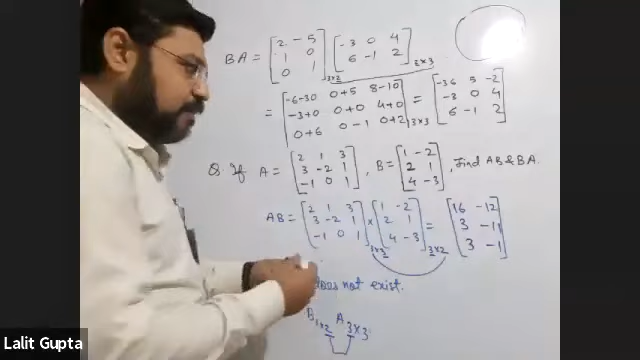 BA = [2 -5; 1 0; 0 1]3×2 [-3 0 4; 6 -1 2]2×3
= [-6-30 0+5 8-10; -3+0 0+0 4+0; 0+6 0-1 0+2]3×3 = [-36 5 -2; -3 0 4; 6 -1 2]
Q. If A = [2 1 3; 3 -2 1; -1 0 1], B = [1 -2; 2 1; 4 -3], Find AB & BA.
AB = [2 1 3; 3 -2 1; -1 0 1] × [1 -2; 2 1; 4 -3]3×2 = [16 -12; 3 -11; 3 -1]
does not exist.
A3×3
Lalit Gupta